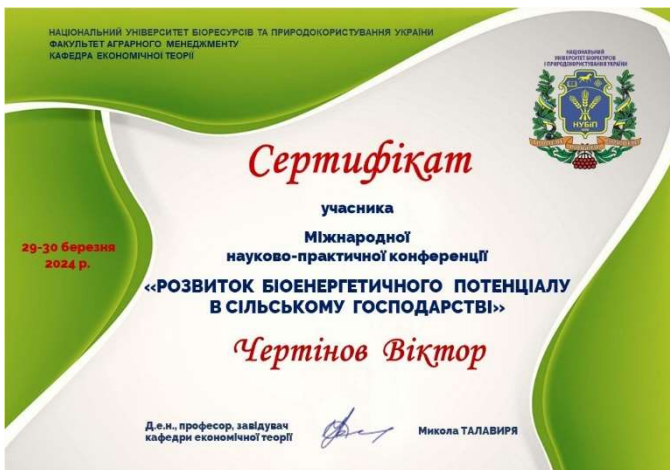 НАЦІОНАЛЬНИЙ УНІВЕРСИТЕТ БІОРЕСУРСІВ ТА ПРИРОДОКОРИСТУВАННЯ УКРАЇНИ
ФАКУЛЬТЕТ АГРАРНОГО МЕНЕДЖМЕНТУ
КАФЕДРА ЕКОНОМІЧНОЇ ТЕОРІЇ
НАЦІОНАЛЬНИЙ
УНІВЕРСИТЕТ БІОРЕСУРСІВ
І ПРИРОДОКОРИСТУВАННЯ УКРАЇНИ
НУБіП
Сертифікат
учасника
Міжнародної
науково-практичної конференції
29-30 березня
2024 р.
«РОЗВИТОК БІОЕНЕРГЕТИЧНОГО ПОТЕНЦІАЛУ
В СІЛЬСЬКОМУ ГОСПОДАРСТВІ»
Чертінов Віктор
Д.е.н., професор, завідувач
кафедри економічної теорії
Микола ТАЛАВИРЯ